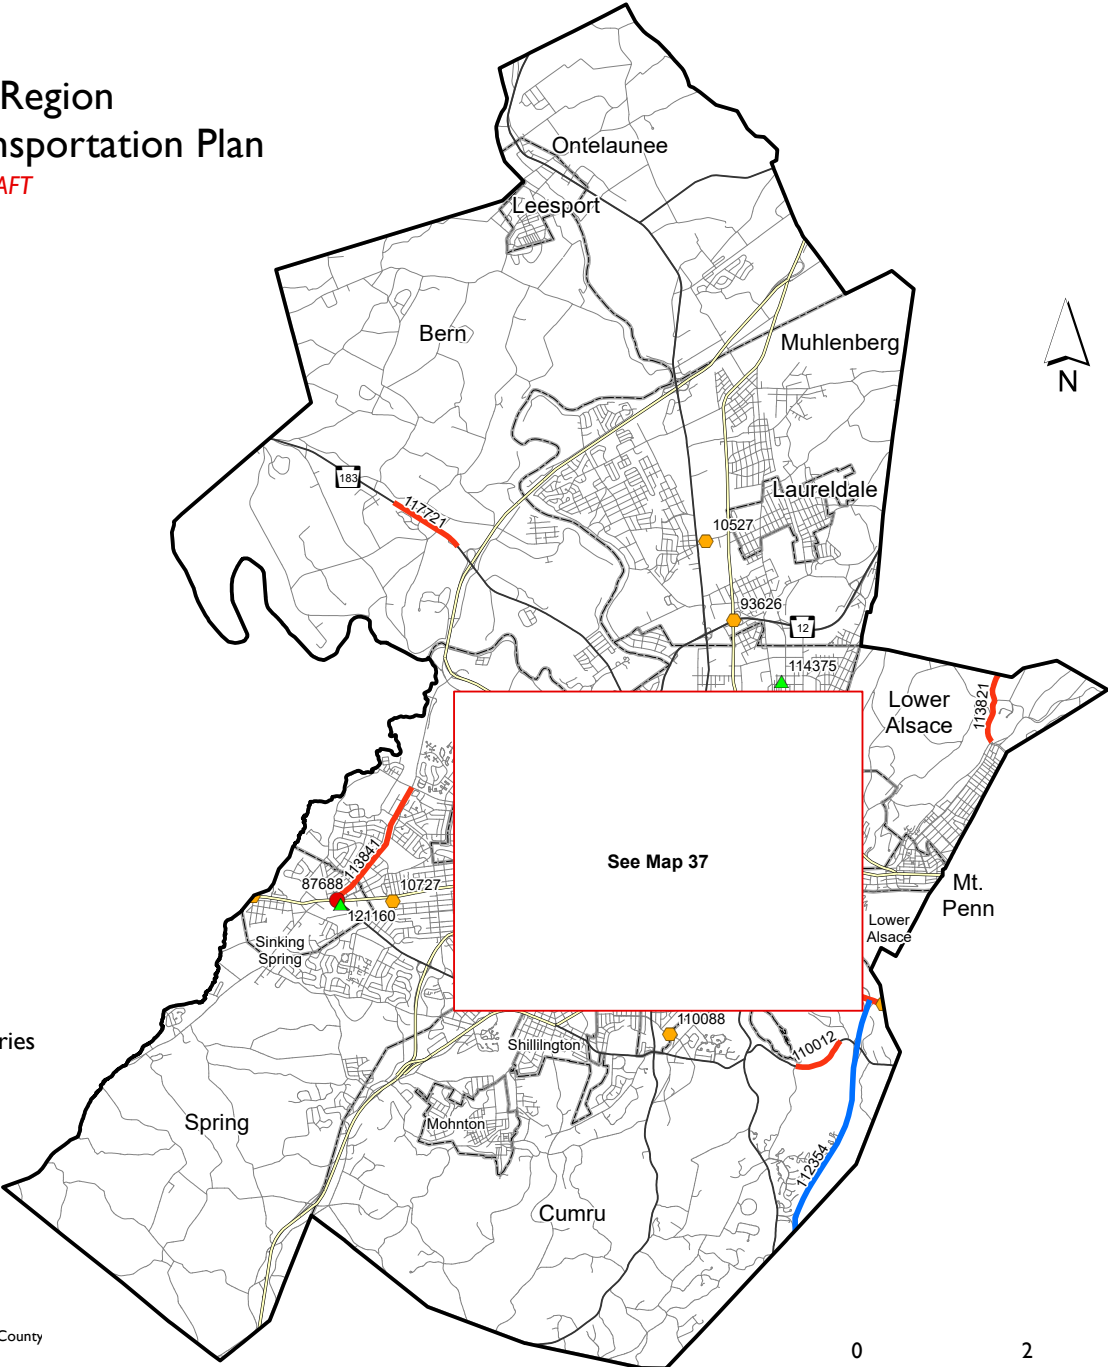 Region
nsportation Plan
AFT
Ontelaunee
Leesport
Bern
Muhlenberg
N
183
117721
Laureldale
10527
93626
12
114375
Lower
Alsace
113821
113841
See Map 37
87688
10727
121160
Mt.
Penn
Lower
Alsace
Sinking
Spring
110088
ries
Shillilngton
110012
Spring
Mohnton
112354
Cumru
County
0
2